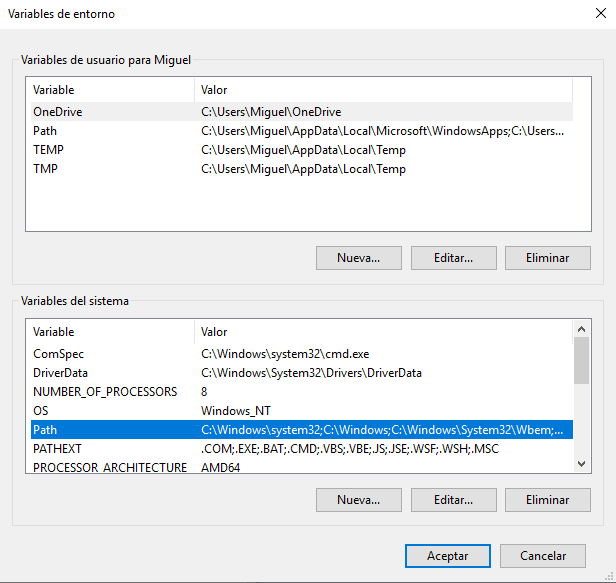 Variables de entorno
Variables de usuario para Miguel
Variable Valor
OneDrive C:\Users\Miguel\OneDrive
Path C:\Users\Miguel\AppData\Local\Microsoft\WindowsApps;C:\Users...
TEMP C:\Users\Miguel\AppData\Local\Temp
TMP C:\Users\Miguel\AppData\Local\Temp
Nueva... Editar... Eliminar
Variables del sistema
Variable Valor
ComSpec C:\Windows\system32\cmd.exe
DriverData C:\Windows\System32\Drivers\DriverData
NUMBER_OF_PROCESSORS 8
OS Windows_NT
Path C:\Windows\system32;C:\Windows;C:\Windows\System32\Wbem;...
PATHEXT .COM;.EXE;.BAT;.CMD;.VBS;.VBE;.JS;.JSE;.WSF;.WSH;.MSC
PROCESSOR_ARCHITECTURE AMD64
Nueva... Editar... Eliminar
Aceptar Cancelar